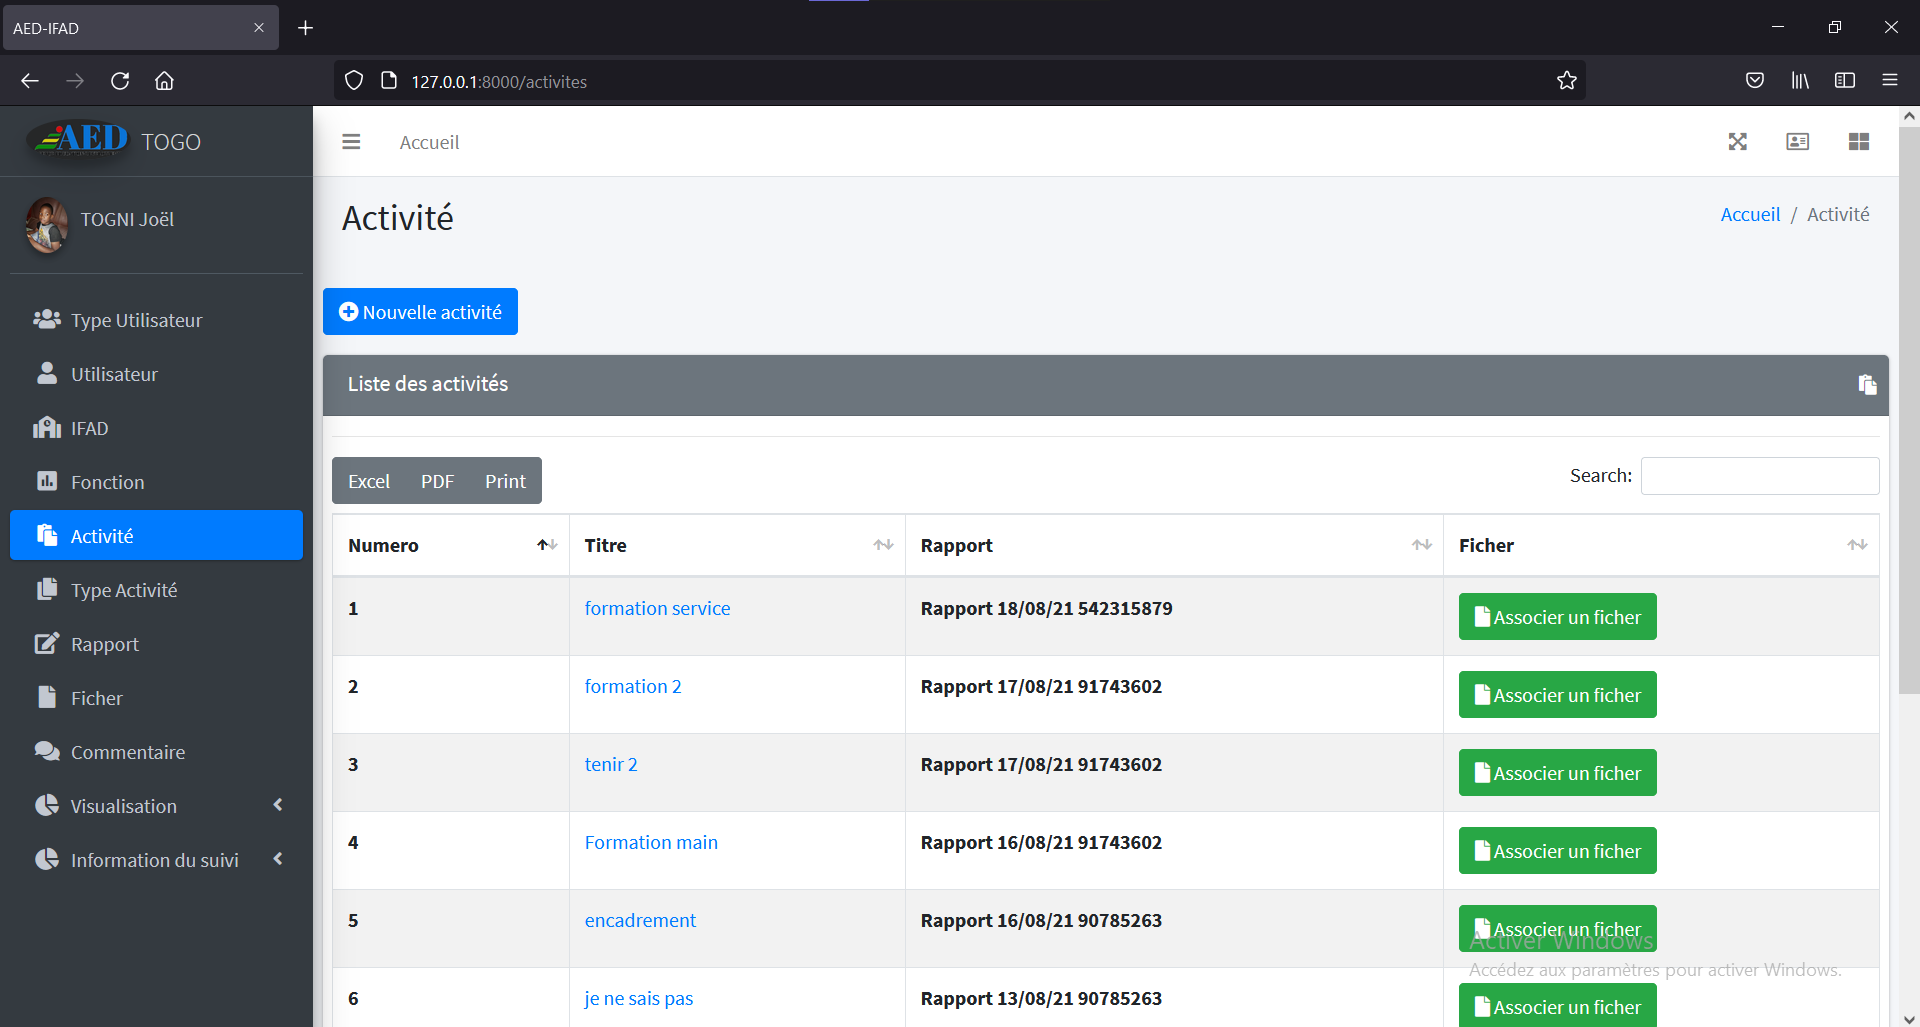 AED-IFAD
127.0.0.1:8000/activites
AED TOGO
Accueil
TOGNI Joël
Activité
Accueil / Activité
Type Utilisateur
Utilisateur
IFAD
Fonction
Activité
Type Activité
Rapport
Ficher
Commentaire
Visualisation
Information du suivi
Nouvelle activité
Liste des activités
Excel PDF Print
Search:
Numero Titre Rapport Ficher
1 formation service Rapport 18/08/21 542315879 Associer un ficher
2 formation 2 Rapport 17/08/21 91743602 Associer un ficher
3 tenir 2 Rapport 17/08/21 91743602 Associer un ficher
4 Formation main Rapport 16/08/21 91743602 Associer un ficher
5 encadrement Rapport 16/08/21 90785263 Associer un ficher
6 je ne sais pas Rapport 13/08/21 90785263 Associer un ficher
Activer Windows
Accédez aux paramètres pour activer Windows.